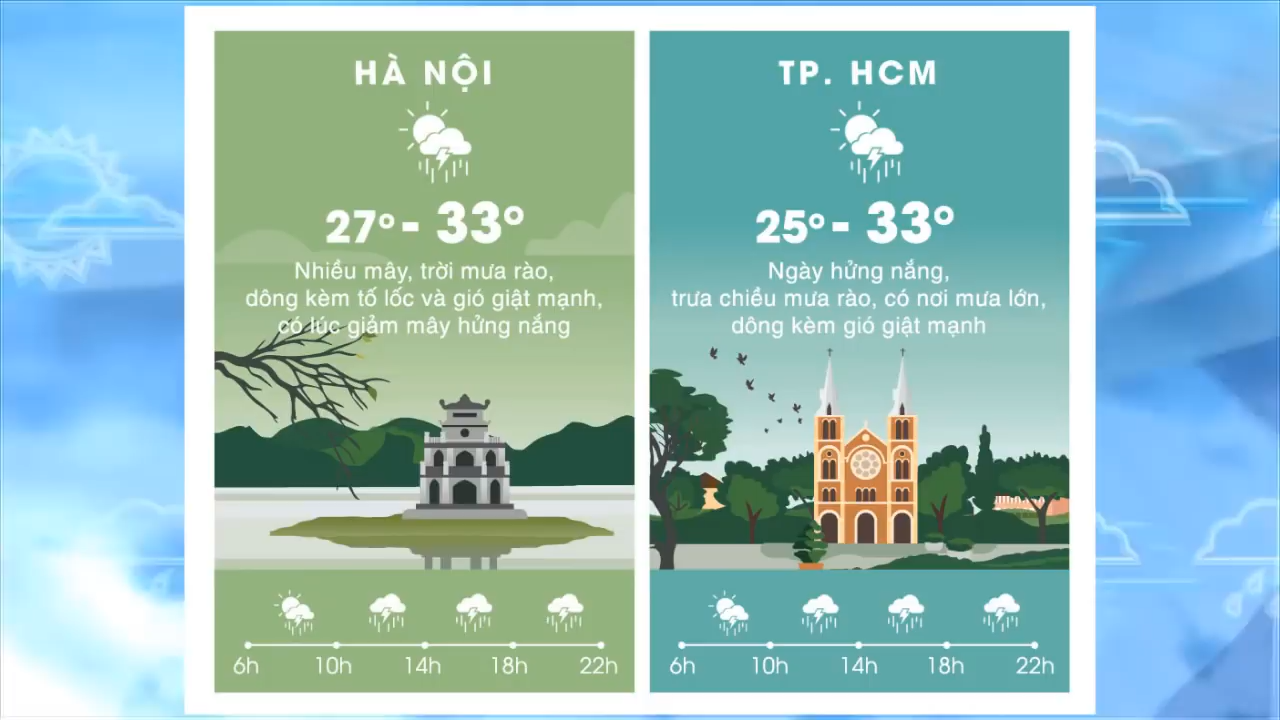 HÀ NỘI
27° - 33°
Nhiều mây, trời mưa rào,
dông kèm tố lốc và gió giật mạnh,
có lúc giảm mây hửng nắng
6h 10h 14h 18h 22h
TP. HCM
25° - 33°
Ngày hửng nắng,
trưa chiều mưa rào, có nơi mưa lớn,
dông kèm gió giật mạnh
6h 10h 14h 18h 22h